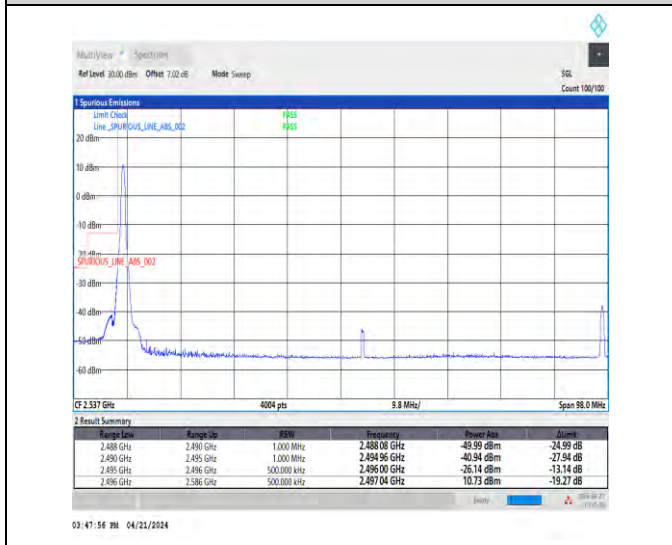 MultiView Spectrum
Ref Level 30.00 dBm Offset 7.02 dB Mode Sweep SGL
Count 100/100
1 Spurious Emissions
Limit Check PASS
Line _SPURIOUS_LINE_ABS_002 PASS
20 dBm
10 dBm
0 dBm
-10 dBm
-20 dBm
SPURIOUS_LINE_ABS_002
-30 dBm
-40 dBm
-50 dBm
-60 dBm
CF 2.537 GHz 4004 pts 9.8 MHz/ Span 98.0 MHz
2 Result Summary
Range Low Range Up RBW Frequency Power Abs ΔLimit
2.488 GHz 2.490 GHz 1.000 MHz 2.488 08 GHz -49.99 dBm -24.99 dB
2.490 GHz 2.495 GHz 1.000 MHz 2.494 96 GHz -40.94 dBm -27.94 dB
2.495 GHz 2.496 GHz 500.000 kHz 2.496 00 GHz -26.14 dBm -13.14 dB
2.496 GHz 2.586 GHz 500.000 kHz 2.497 04 GHz 10.73 dBm -19.27 dB
03:47:56 PM 04/21/2024